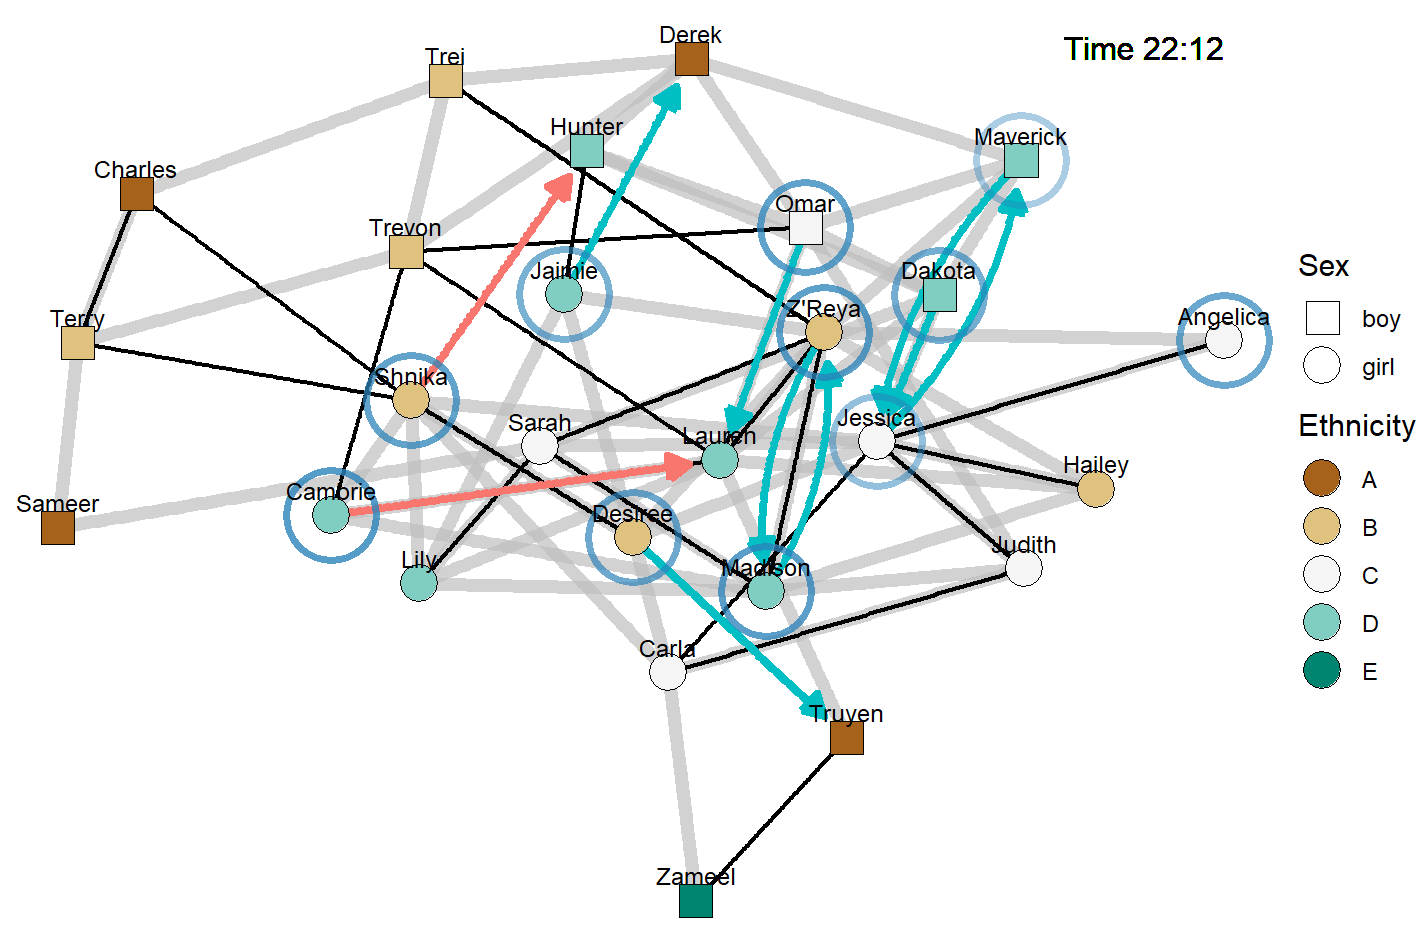 Derek
Time 22:12
Trei
Hunter
Maverick
Charles
Omar
Trevon
Jaimie
Dakota
Z'Reya
Angelica
Terry
Shnika
Sarah
Lauren
Jessica
Hailey
Camorie
Sameer
Desiree
Lily
Madison
Judith
Carla
Truyen
Zameel
Sex
boy
girl
Ethnicity
A
B
C
D
E